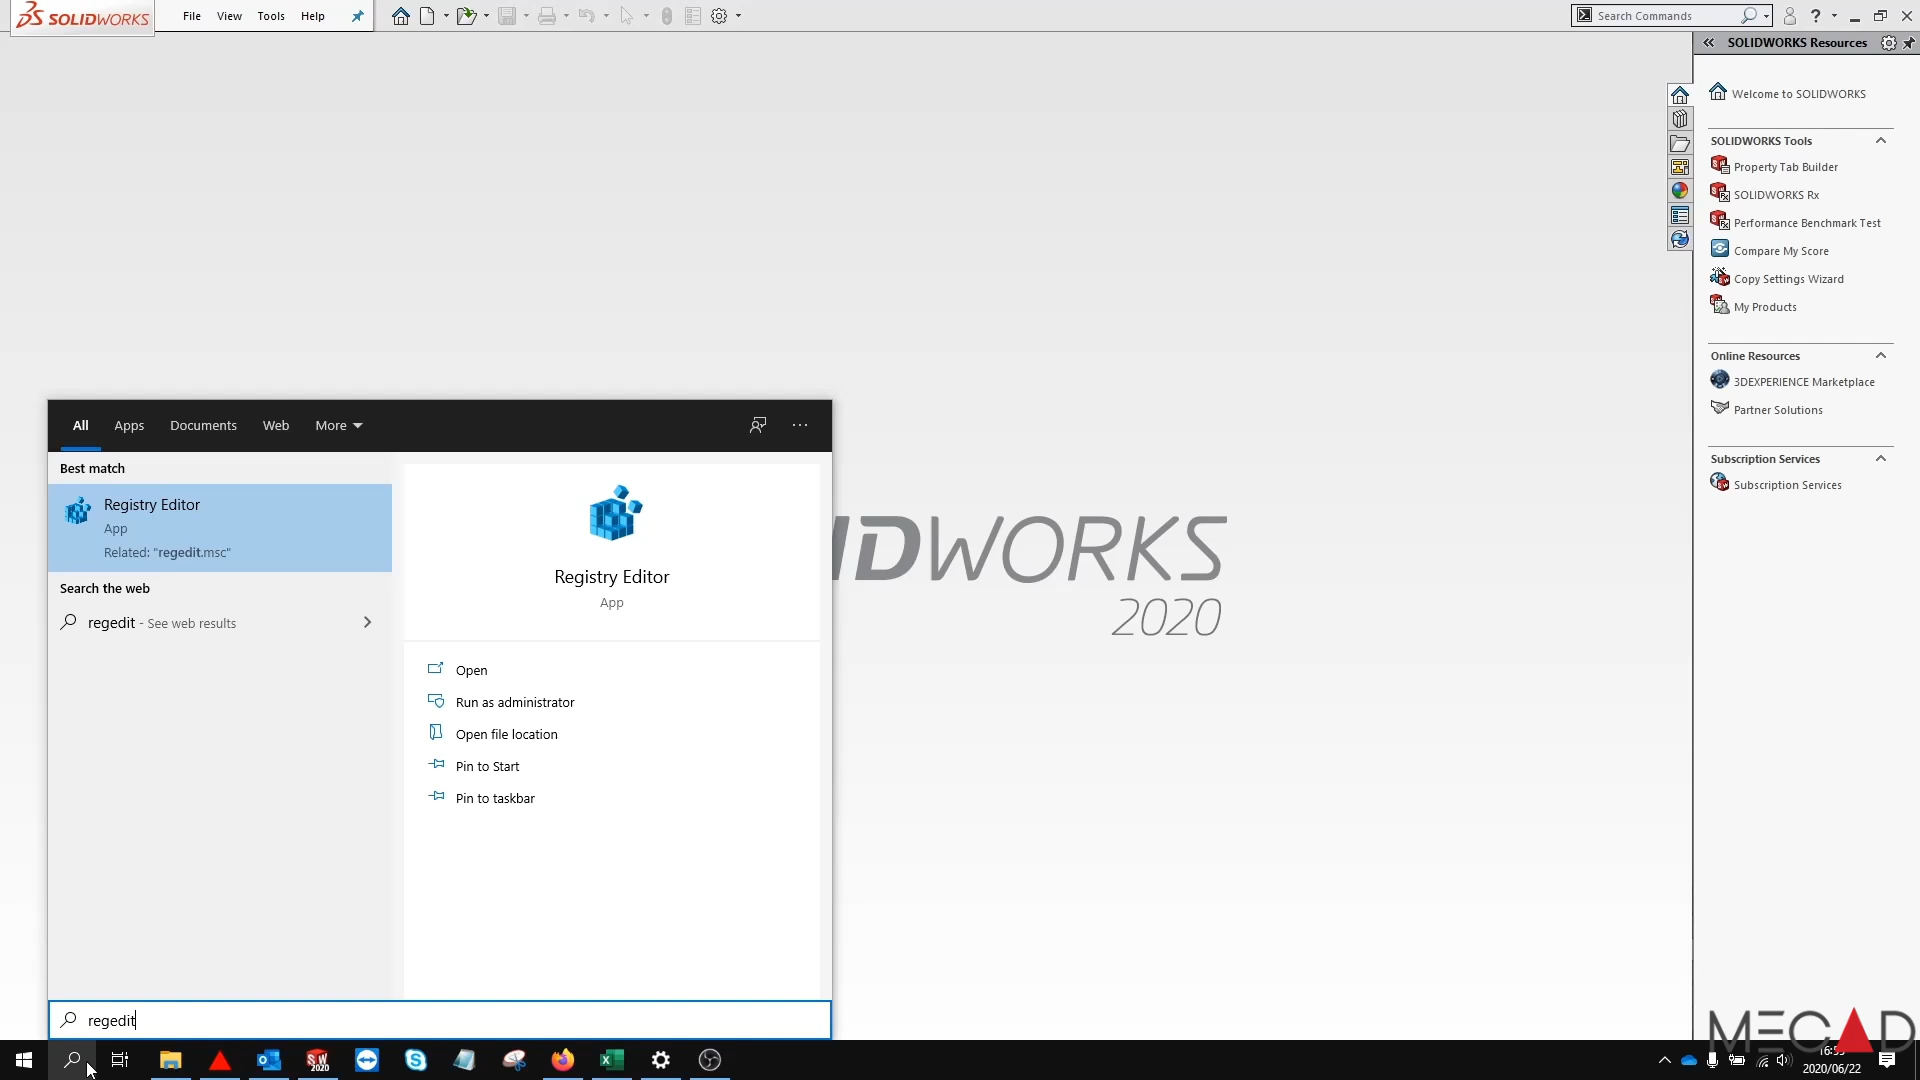 SOLIDWORKS
File View Tools Help
Search Commands
?
SOLIDWORKS Resources
Welcome to SOLIDWORKS
SOLIDWORKS Tools
Property Tab Builder
SOLIDWORKS Rx
Performance Benchmark Test
Compare My Score
Copy Settings Wizard
My Products
Online Resources
3DEXPERIENCE Marketplace
Partner Solutions
Subscription Services
Subscription Services
All Apps Documents Web More
Best match
Registry Editor
App
Related: "regedit.msc"
Search the web
regedit - See web results
Registry Editor
App
Open
Run as administrator
Open file location
Pin to Start
Pin to taskbar
IDWORKS
2020
regedit
SW
2020
MECAD
2020/06/22